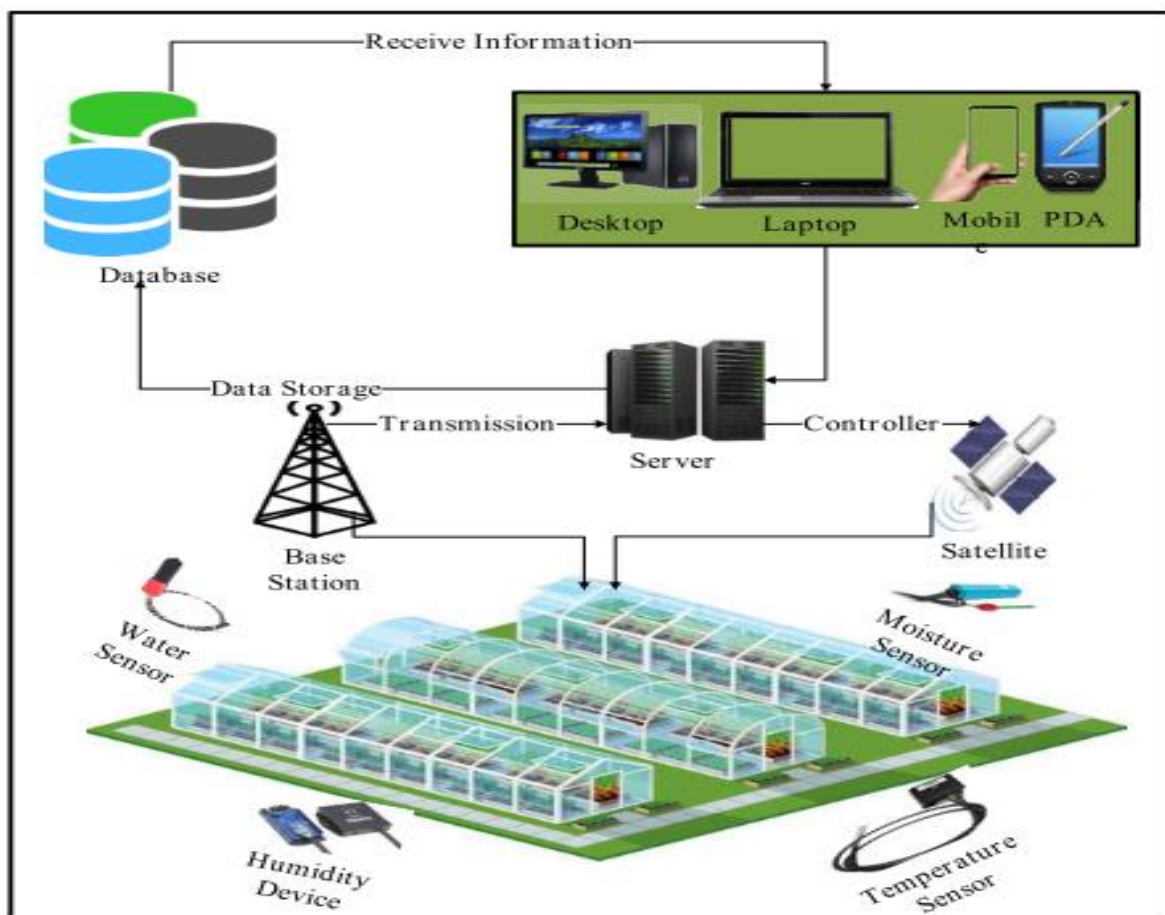 Receive Information
Desktop
Laptop
Mobil
e
PDA
Database
Data Storage
Transmission
Controller
Server
Base
Station
Satellite
Water
Sensor
Moisture
Sensor
Humidity
Device
Temperature
Sensor